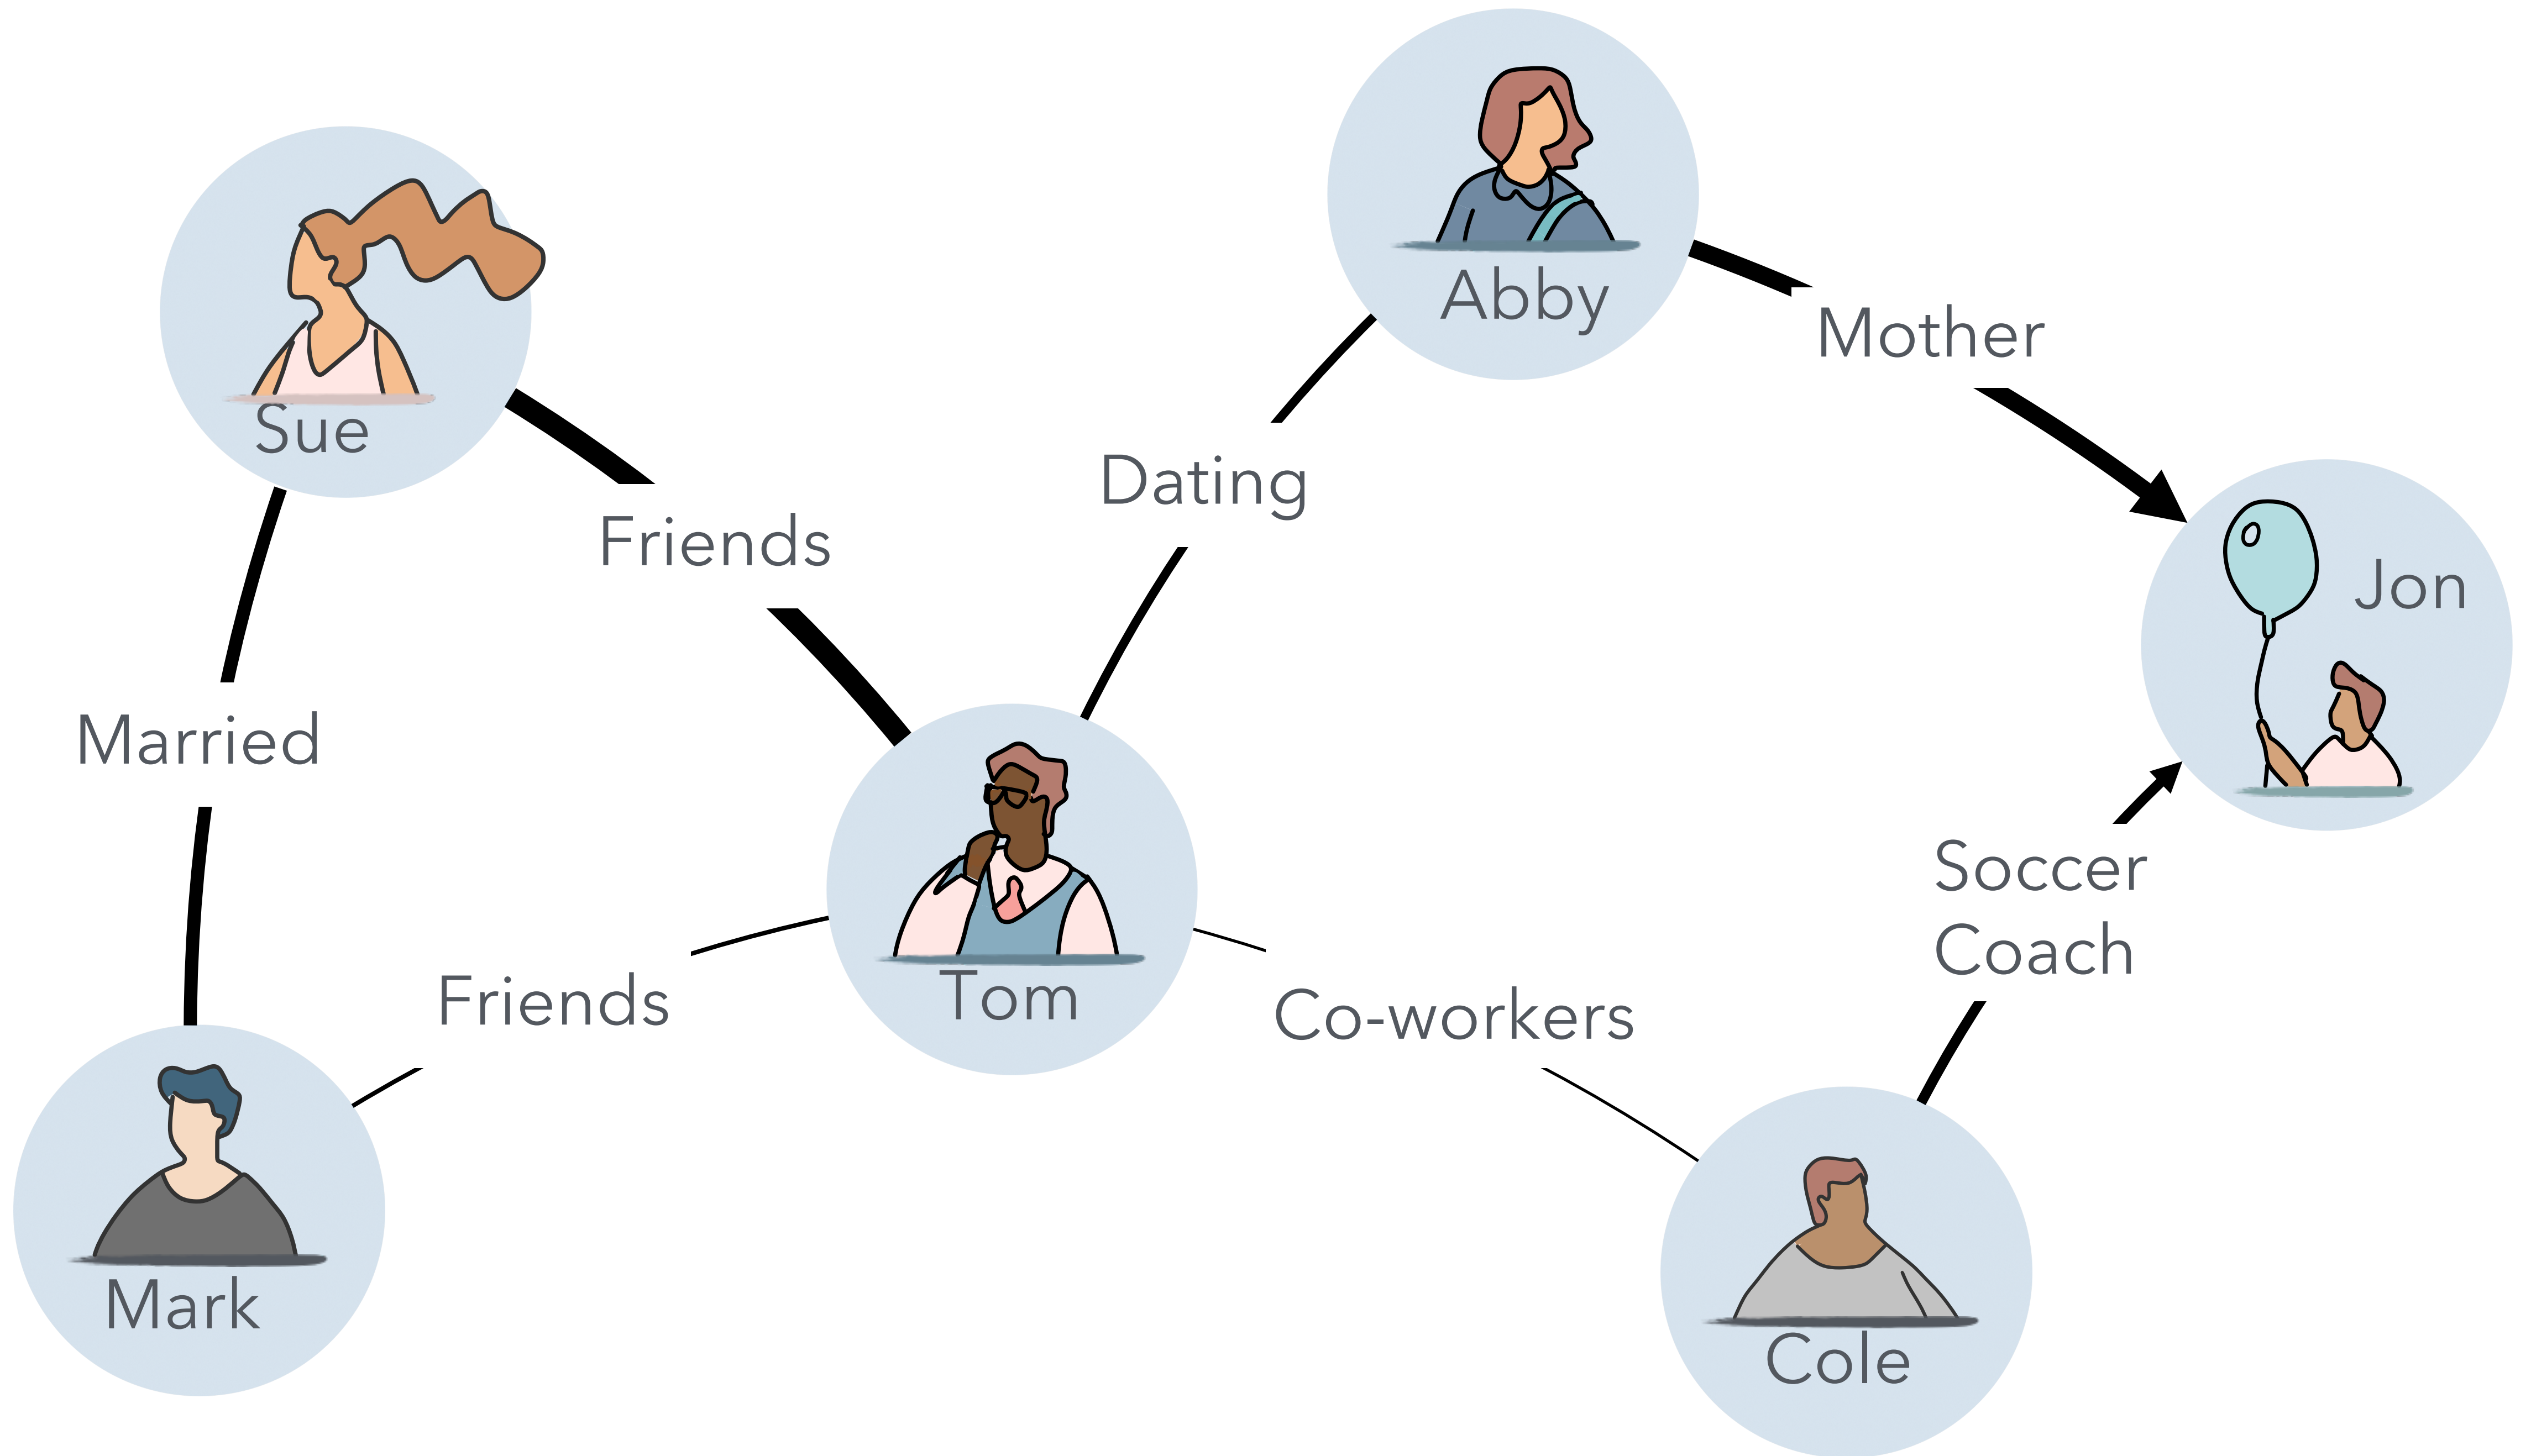 Abby
Mother
Sue
Dating
Friends
Jon
Married
Soccer
Coach
Friends
Tom
Co-workers
Mark
Cole